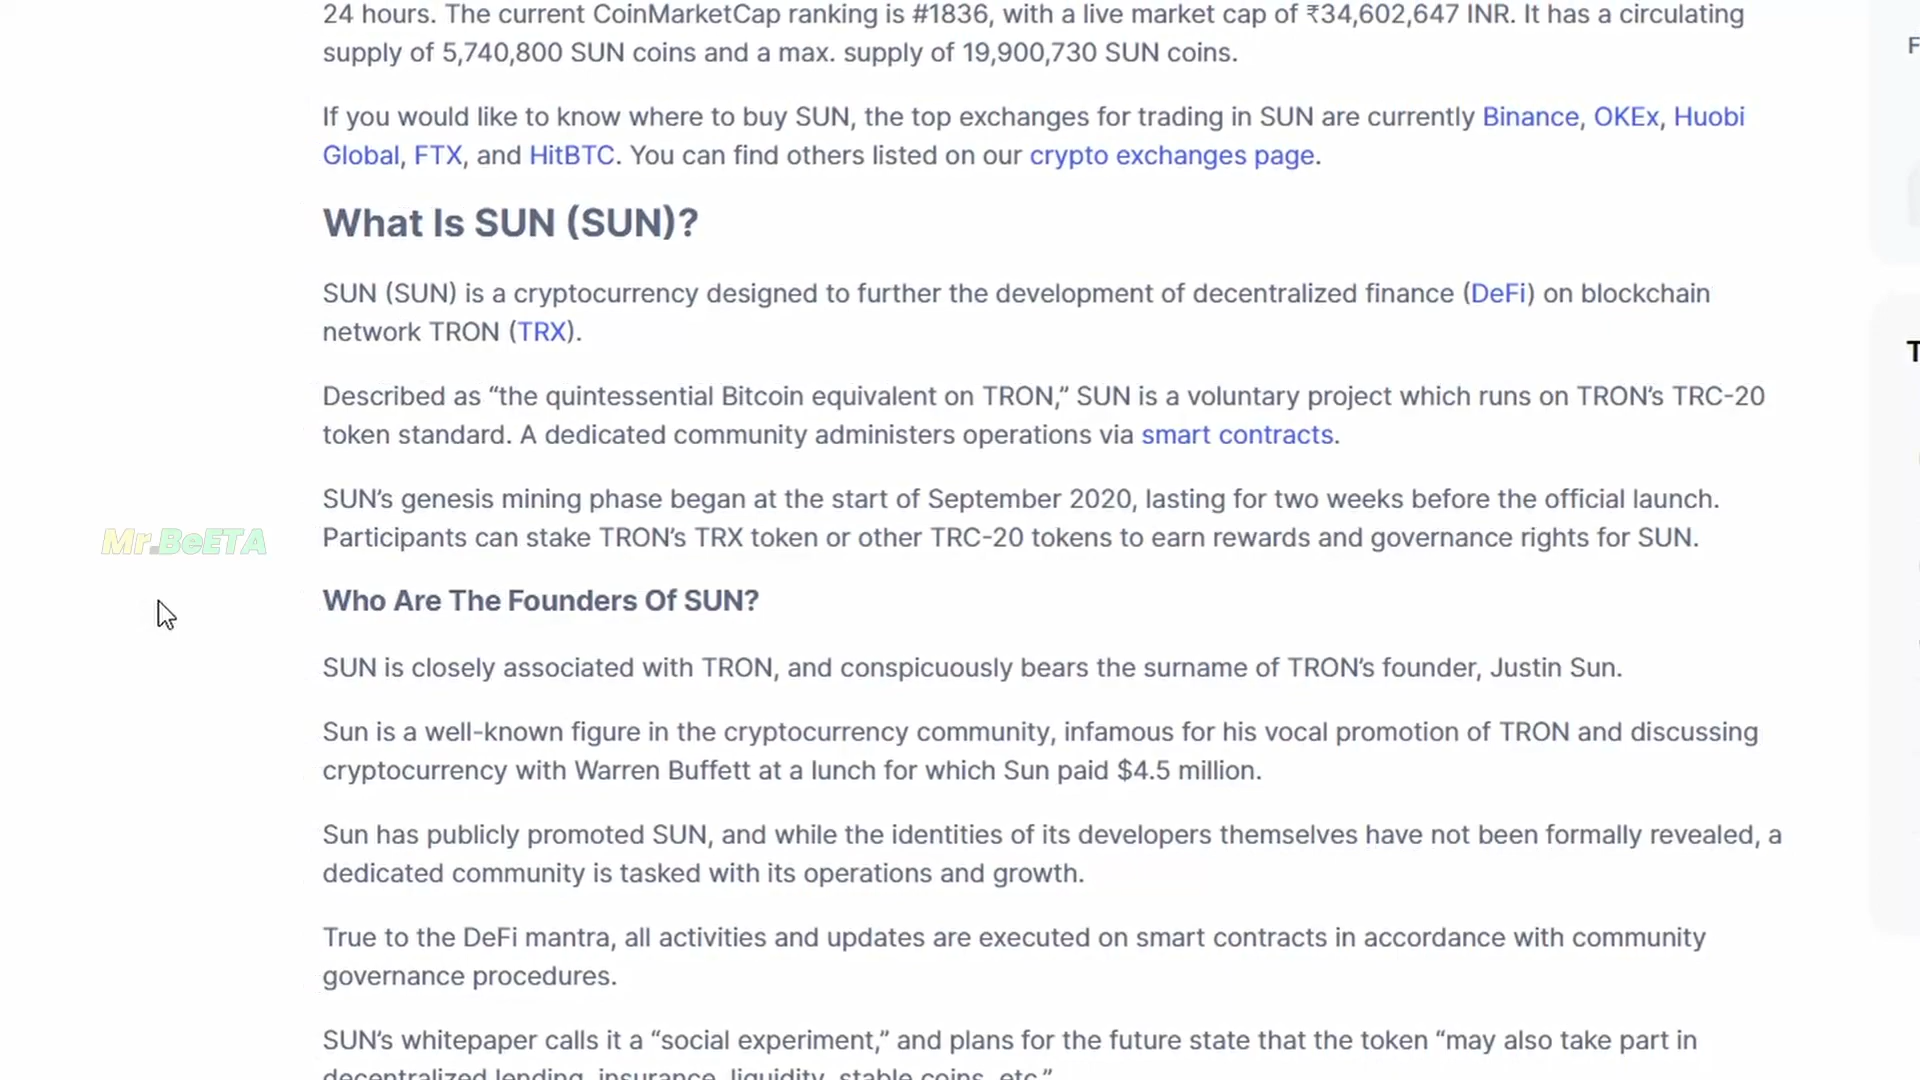 24 hours. The current CoinMarketCap ranking is #1836, with a live market cap of ₹34,602,647 INR. It has a circulating
supply of 5,740,800 SUN coins and a max. supply of 19,900,730 SUN coins.
If you would like to know where to buy SUN, the top exchanges for trading in SUN are currently Binance, OKEx, Huobi
Global, FTX, and HitBTC. You can find others listed on our crypto exchanges page.
What Is SUN (SUN)?
SUN (SUN) is a cryptocurrency designed to further the development of decentralized finance (DeFi) on blockchain
network TRON (TRX).
Described as “the quintessential Bitcoin equivalent on TRON,” SUN is a voluntary project which runs on TRON’s TRC-20
token standard. A dedicated community administers operations via smart contracts.
SUN’s genesis mining phase began at the start of September 2020, lasting for two weeks before the official launch.
Mr.BeETA
Participants can stake TRON’s TRX token or other TRC-20 tokens to earn rewards and governance rights for SUN.
Who Are The Founders Of SUN?
SUN is closely associated with TRON, and conspicuously bears the surname of TRON’s founder, Justin Sun.
Sun is a well-known figure in the cryptocurrency community, infamous for his vocal promotion of TRON and discussing
cryptocurrency with Warren Buffett at a lunch for which Sun paid $4.5 million.
Sun has publicly promoted SUN, and while the identities of its developers themselves have not been formally revealed, a
dedicated community is tasked with its operations and growth.
True to the DeFi mantra, all activities and updates are executed on smart contracts in accordance with community
governance procedures.
SUN’s whitepaper calls it a “social experiment,” and plans for the future state that the token “may also take part in
decentralized lending, insurance, liquidity, stable coins, etc.”